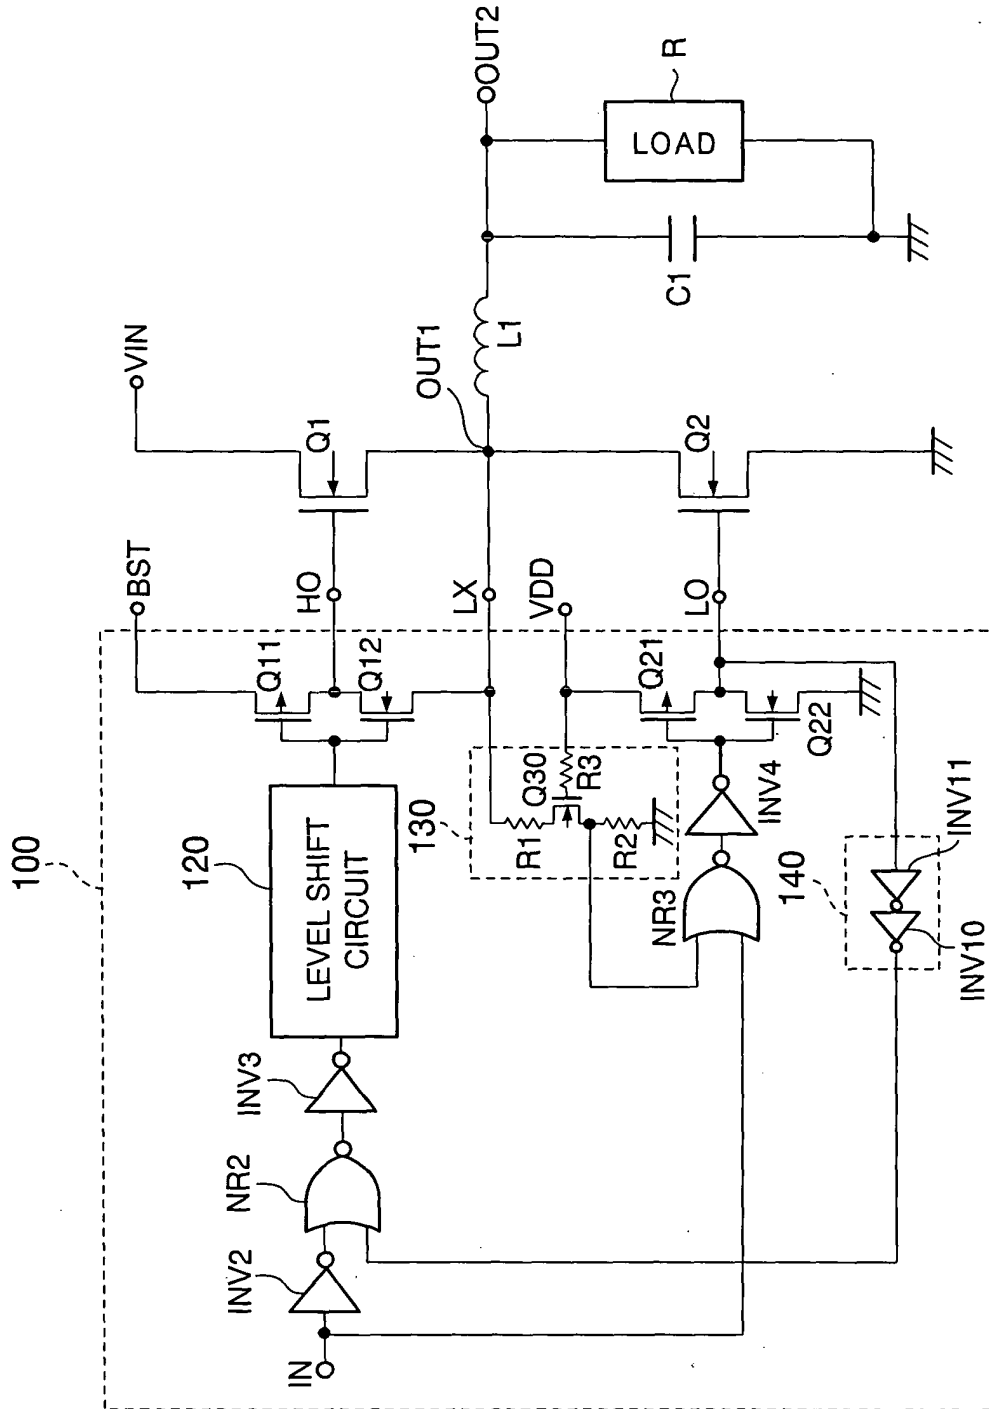 100
IN
INV2
NR2
INV3
120
LEVEL SHIFT
CIRCUIT
BST
Q11
Q12
HO
VIN
Q1
OUT1
L1
OUT2
LX
VDD
130
Q30
R1
R2
R3
NR3
INV4
Q21
Q22
LO
Q2
C1
LOAD
R
140
INV11
INV10